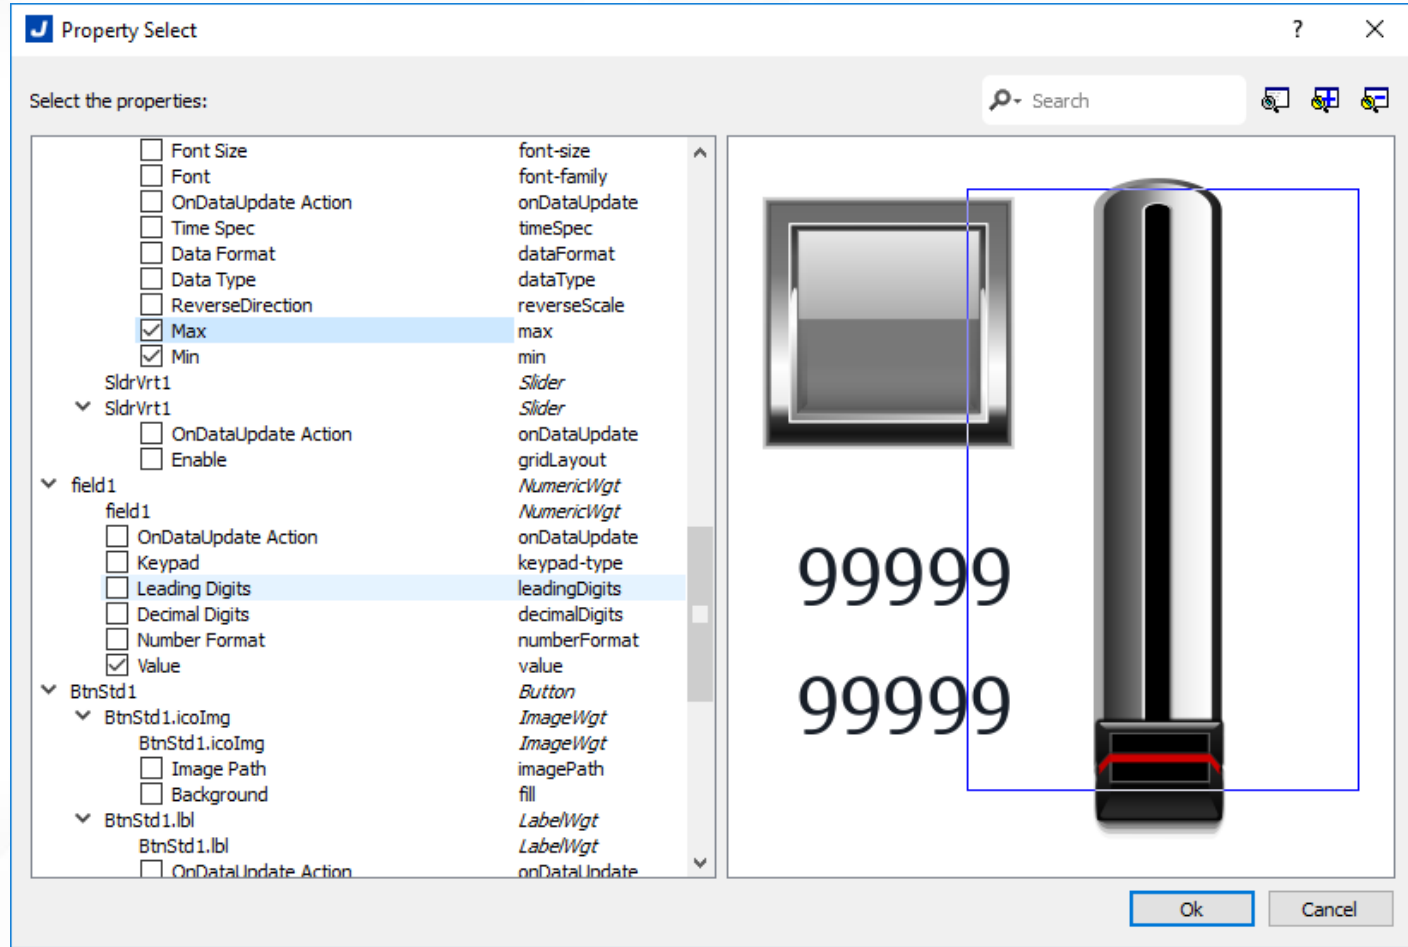 J Property Select ?
Select the properties: Search
Font Size font-size
Font font-family
OnDataUpdate Action onDataUpdate
Time Spec timeSpec
Data Format dataFormat
Data Type dataType
ReverseDirection reverseScale
Max max
Min min
SldrVrt1 Slider
SldrVrt1 Slider
OnDataUpdate Action onDataUpdate
Enable gridLayout
field1 NumericWgt
field1 NumericWgt
OnDataUpdate Action onDataUpdate
Keypad keypad-type
Leading Digits leadingDigits
Decimal Digits decimalDigits
Number Format numberFormat
Value value
BtnStd1 Button
BtnStd1.icoImg ImageWgt
BtnStd1.icoImg ImageWgt
Image Path imagePath
Background fill
BtnStd1.lbl LabelWgt
BtnStd1.lbl LabelWgt
OnDataUpdate Action onDataUpdate
99999
99999
Ok Cancel